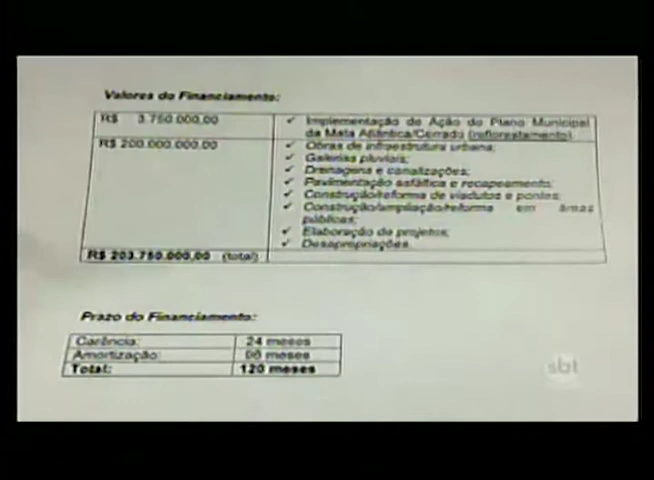 Valores do Financiamento:
R$ 3.750.000,00
✓ Implementação de Ação do Plano Municipal
da Mata Atlântica/Cerrado (reflorestamento).
R$ 200.000.000,00
✓ Obras de infraestrutura urbana;
✓ Galerias pluviais;
✓ Drenagens e canalizações;
✓ Pavimentação asfáltica e recapeamento;
✓ Construção/reforma de viadutos e pontes;
✓ Construção/ampliação/reforma em áreas
públicas;
✓ Elaboração de projetos;
✓ Desapropriações.
R$ 203.750.000,00 (total)
Prazo do Financiamento:
Carência: 24 meses
Amortização: 96 meses
Total: 120 meses
sbt